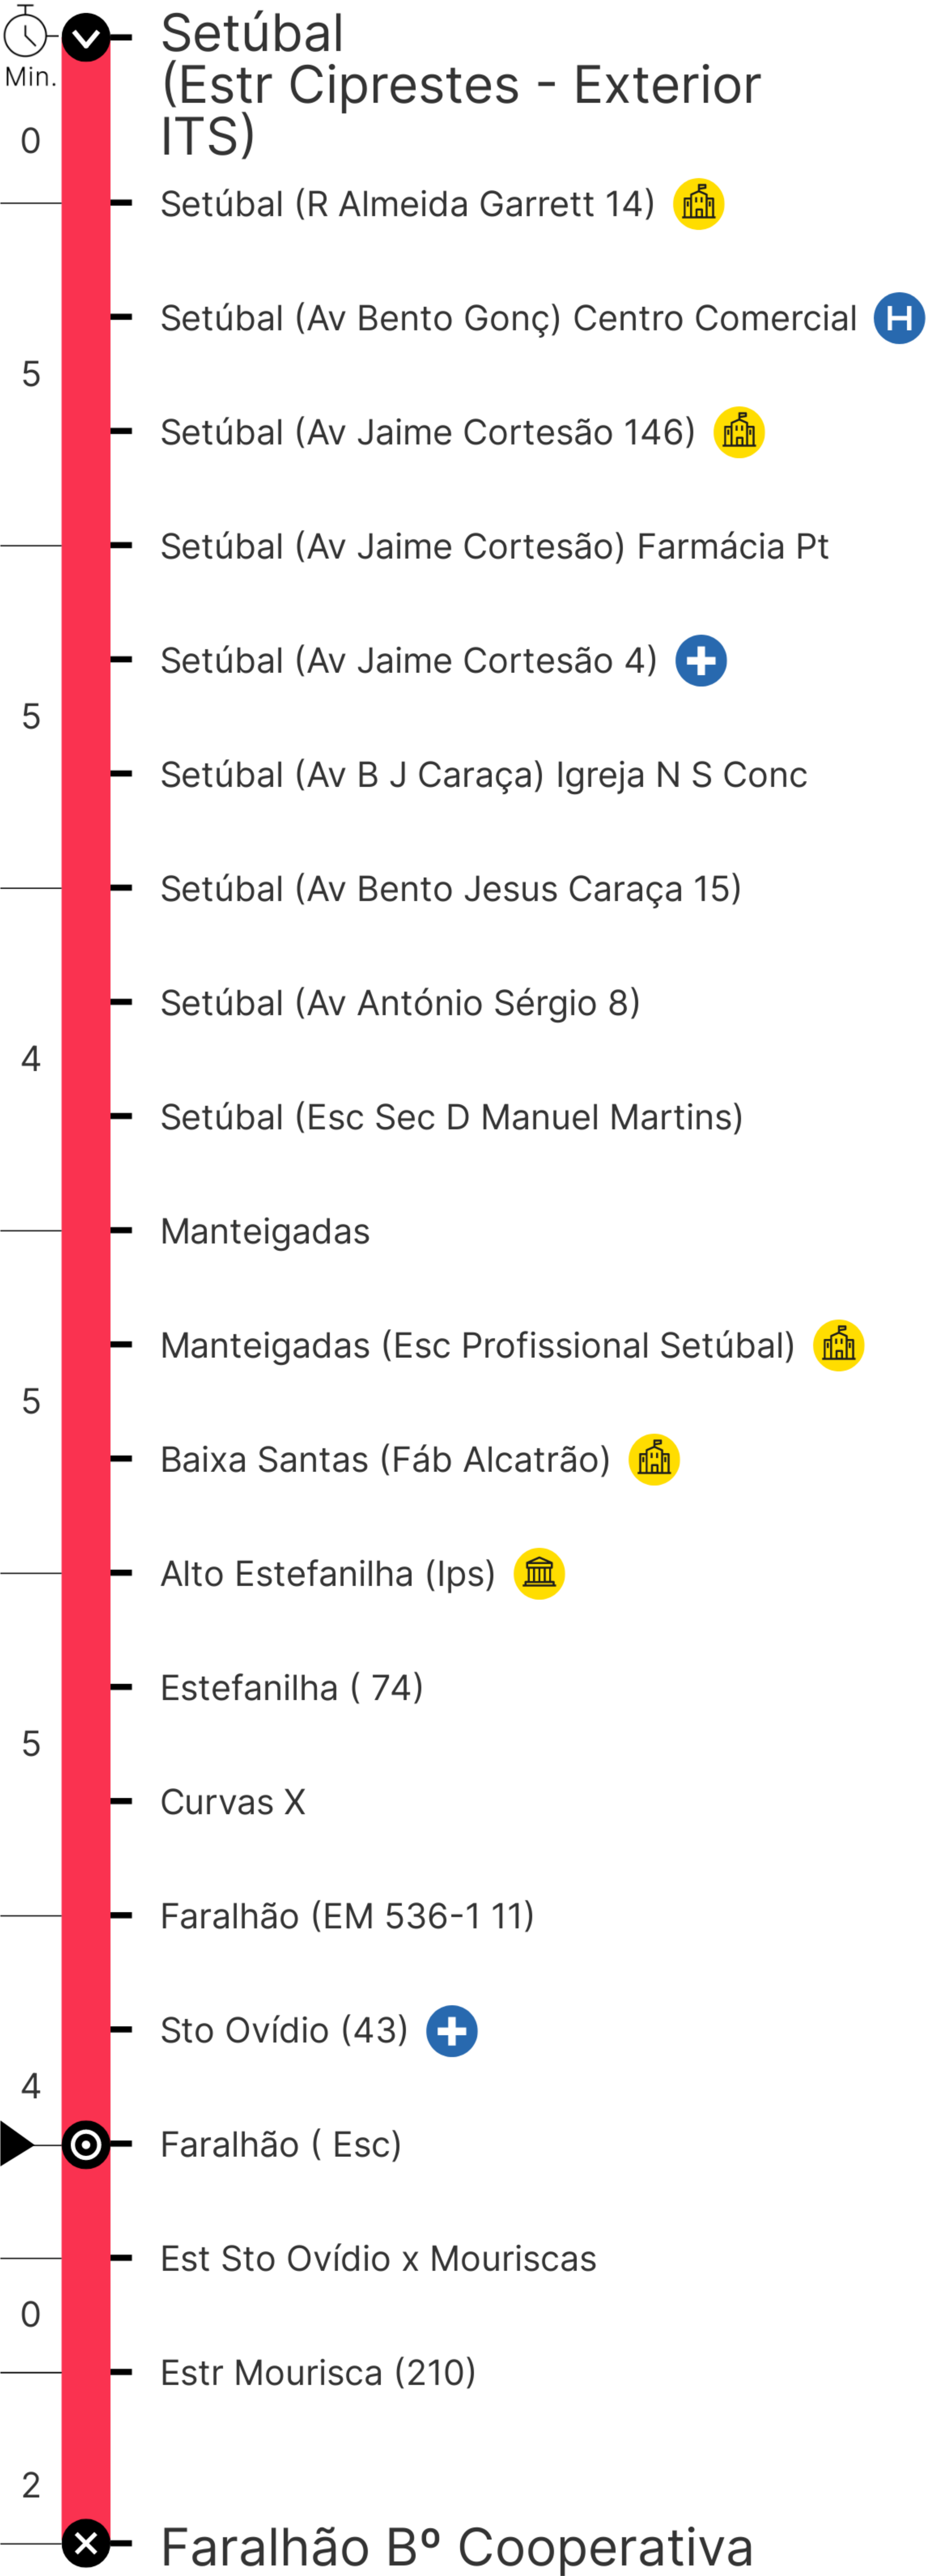 Min.
Setúbal
(Estr Ciprestes - Exterior
ITS)
0
Setúbal (R Almeida Garrett 14)
Setúbal (Av Bento Gonç) Centro Comercial H
5
Setúbal (Av Jaime Cortesão 146)
Setúbal (Av Jaime Cortesão) Farmácia Pt
Setúbal (Av Jaime Cortesão 4)
5
Setúbal (Av B J Caraça) Igreja N S Conc
Setúbal (Av Bento Jesus Caraça 15)
Setúbal (Av António Sérgio 8)
4
Setúbal (Esc Sec D Manuel Martins)
Manteigadas
Manteigadas (Esc Profissional Setúbal)
5
Baixa Santas (Fáb Alcatrão)
Alto Estefanilha (Ips)
Estefanilha ( 74)
5
Curvas X
Faralhão (EM 536-1 11)
Sto Ovídio (43)
4
Faralhão ( Esc)
Est Sto Ovídio x Mouriscas
0
Estr Mourisca (210)
2
Faralhão Bº Cooperativa